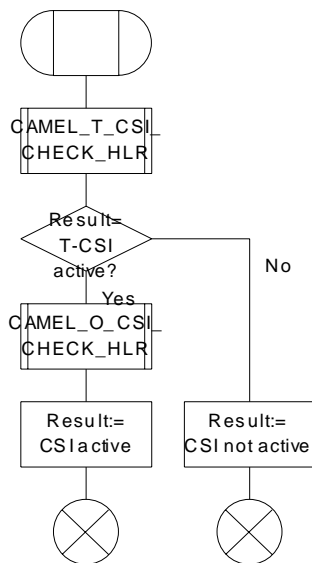 CAMEL_T_CSI_
CHECK_HLR
Result=
T-CSI
active?
No
Yes
CAMEL_O_CSI_
CHECK_HLR
Result:=
CSI active
Result:=
CSI not active